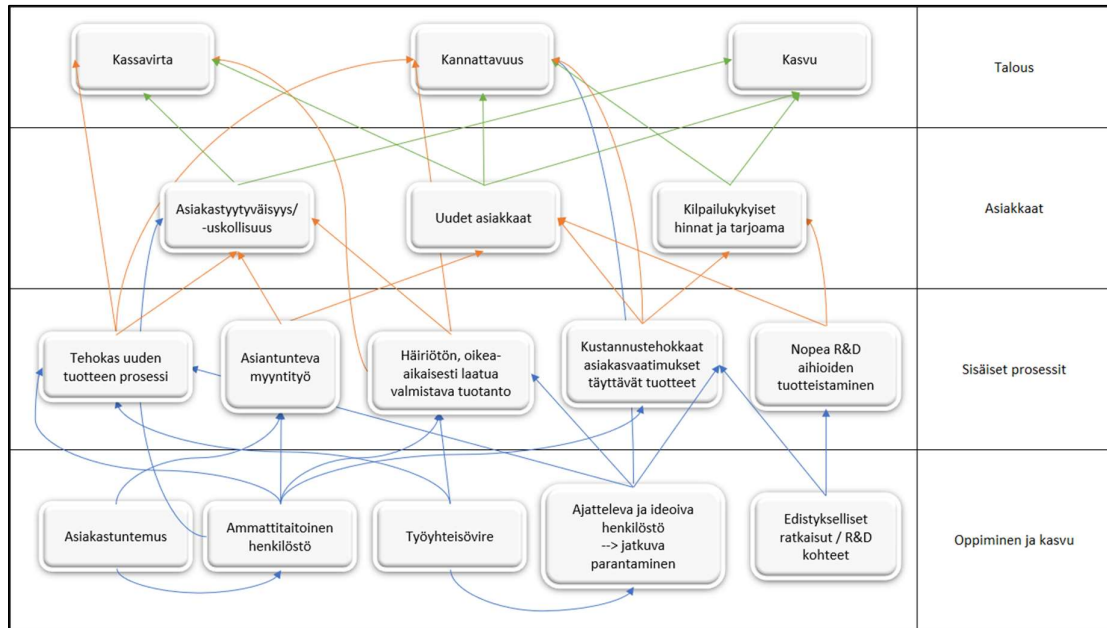 Kassavirta
Kannattavuus
Kasvu
Talous
Asiakastyytyväisyys/
-uskollisuus
Uudet asiakkaat
Kilpailukykyiset
hinnat ja tarjoama
Asiakkaat
Tehokas uuden
tuotteen prosessi
Asiantunteva
myyntityö
Häiriötön, oikea-
aikaisesti laatua
valmistava tuotanto
Kustannustehokkaat
asiakasvaatimukset
täyttävät tuotteet
Nopea R&D
aihioiden
tuotteistaminen
Sisäiset prosessit
Asiakastuntemus
Ammattitaitoinen
henkilöstö
Työyhteisövire
Ajatteleva ja ideoiva
henkilöstö
--> jatkuva
parantaminen
Edistykselliset
ratkaisut / R&D
kohteet
Oppiminen ja kasvu